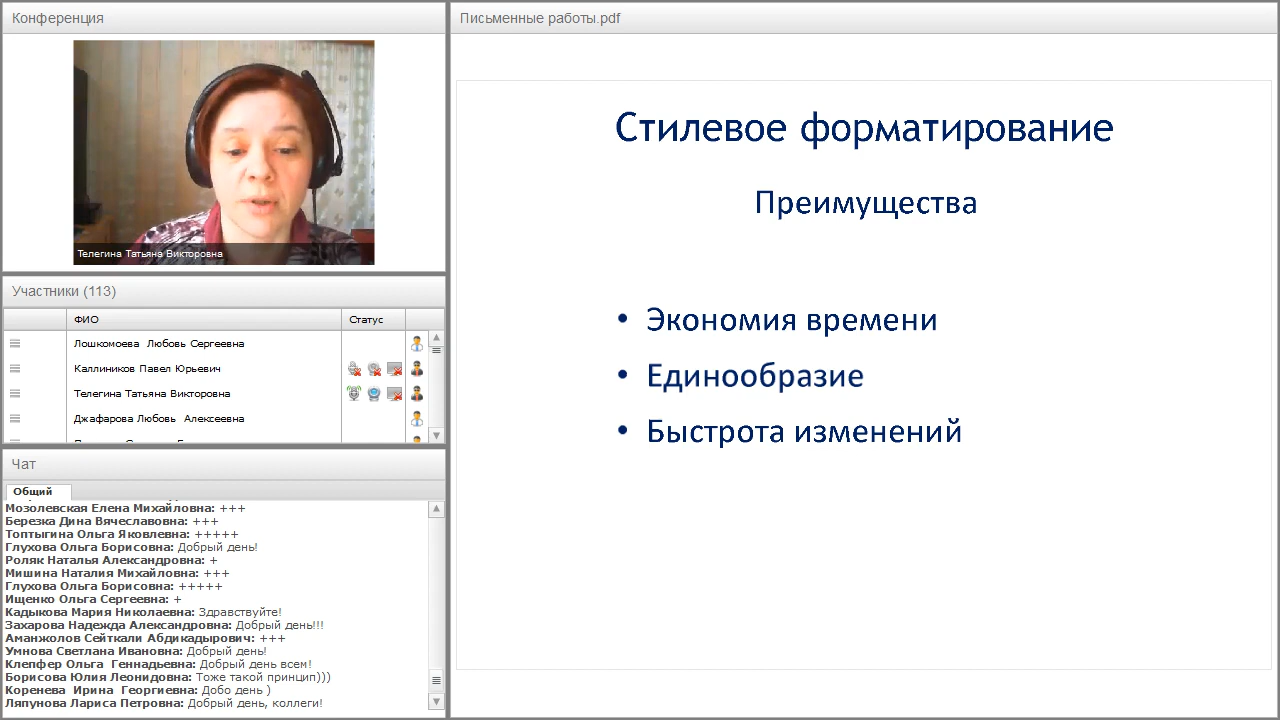 Конференция
Телегина Татьяна Викторовна
Участники (113)
ФИО Статус
Лошкомоева Любовь Сергеевна
Каллиников Павел Юрьевич
Телегина Татьяна Викторовна
Джафарова Любовь Алексеевна
Чат
Общий
Мозолевская Елена Михайловна: +++
Березка Дина Вячеславовна: +++
Топтыгина Ольга Яковлевна: +++++
Глухова Ольга Борисовна: Добрый день!
Роляк Наталья Александровна: +
Мишина Наталия Михайловна: +++
Глухова Ольга Борисовна: +++++
Ищенко Ольга Сергеевна: +
Кадыкова Мария Николаевна: Здравствуйте!
Захарова Надежда Александровна: Добрый день!!!
Аманжолов Сейткали Абдикадырович: +++
Умнова Светлана Ивановна: Добрый день!
Клепфер Ольга Геннадьевна: Добрый день всем!
Борисова Юлия Леонидовна: Тоже такой принцип)))
Коренева Ирина Георгиевна: Добо день )
Ляпунова Лариса Петровна: Добрый день, коллеги!
Письменные работы.pdf
Стилевое форматирование
Преимущества
• Экономия времени
• Единообразие
• Быстрота изменений